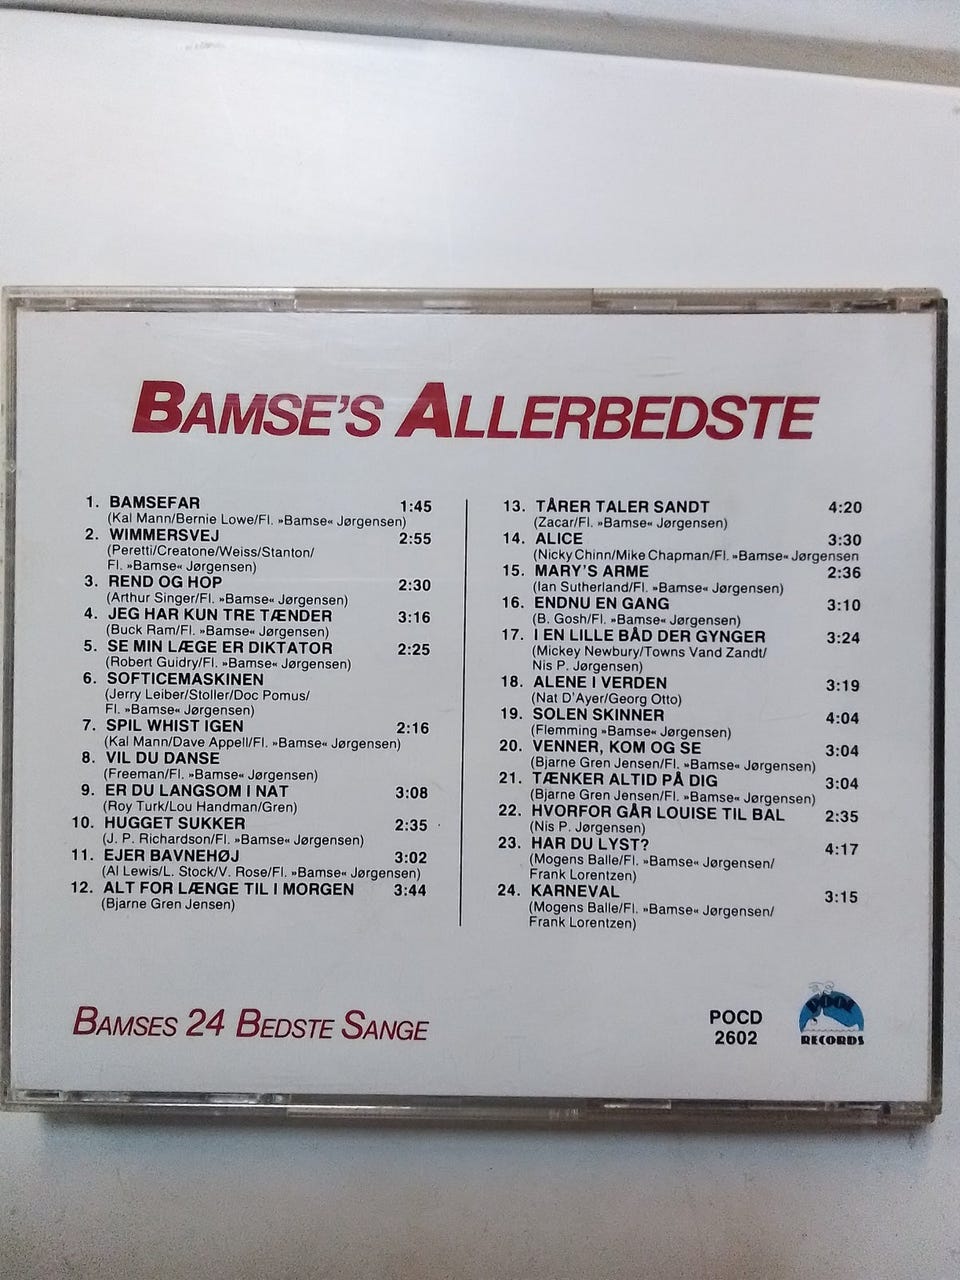 BAMSE'S ALLERBEDSTE
1. BAMSEFAR 1:45
(Kal Mann/Bernie Lowe/Fl. »Bamse« Jørgensen)
2. WIMMERSVEJ 2:55
(Peretti/Creatone/Weiss/Stanton/
Fl. »Bamse« Jørgensen)
3. REND OG HOP 2:30
(Arthur Singer/Fl. »Bamse« Jørgensen)
4. JEG HAR KUN TRE TÆNDER 3:16
(Buck Ram/Fl. »Bamse« Jørgensen)
5. SE MIN LÆGE ER DIKTATOR 2:25
(Robert Guidry/Fl. »Bamse« Jørgensen)
6. SOFTICEMASKINEN
(Jerry Leiber/Stoller/Doc Pomus/
Fl. »Bamse« Jørgensen)
7. SPIL WHIST IGEN 2:16
(Kal Mann/Dave Appell/Fl. »Bamse« Jørgensen)
8. VIL DU DANSE
(Freeman/Fl. »Bamse« Jørgensen)
9. ER DU LANGSOM I NAT 3:08
(Roy Turk/Lou Handman/Gren)
10. HUGGET SUKKER 2:35
(J. P. Richardson/Fl. »Bamse« Jørgensen)
11. EJER BAVNEHØJ 3:02
(Al Lewis/L. Stock/V. Rose/Fl. »Bamse« Jørgensen)
12. ALT FOR LÆNGE TIL I MORGEN 3:44
(Bjarne Gren Jensen)
13. TÅRER TALER SANDT 4:20
(Zacar/Fl. »Bamse« Jørgensen)
14. ALICE 3:30
(Nicky Chinn/Mike Chapman/Fl. »Bamse« Jørgensen
15. MARY'S ARME 2:36
(Ian Sutherland/Fl. »Bamse« Jørgensen)
16. ENDNU EN GANG 3:10
(B. Gosh/Fl. »Bamse« Jørgensen)
17. I EN LILLE BÅD DER GYNGER 3:24
(Mickey Newbury/Towns Vand Zandt/
Nis P. Jørgensen)
18. ALENE I VERDEN 3:19
(Nat D'Ayer/Georg Otto)
19. SOLEN SKINNER 4:04
(Flemming »Bamse« Jørgensen)
20. VENNER, KOM OG SE 3:04
(Bjarne Gren Jensen/Fl. »Bamse« Jørgensen)
21. TÆNKER ALTID PÅ DIG 3:04
(Bjarne Gren Jensen/Fl. »Bamse« Jørgensen)
22. HVORFOR GÅR LOUISE TIL BAL 2:35
(Nis P. Jørgensen)
23. HAR DU LYST? 4:17
(Mogens Balle/Fl. »Bamse« Jørgensen/
Frank Lorentzen)
24. KARNEVAL 3:15
(Mogens Balle/Fl. »Bamse« Jørgensen/
Frank Lorentzen)
BAMSES 24 BEDSTE SANGE
POCD
2602
POOL
RECORDS